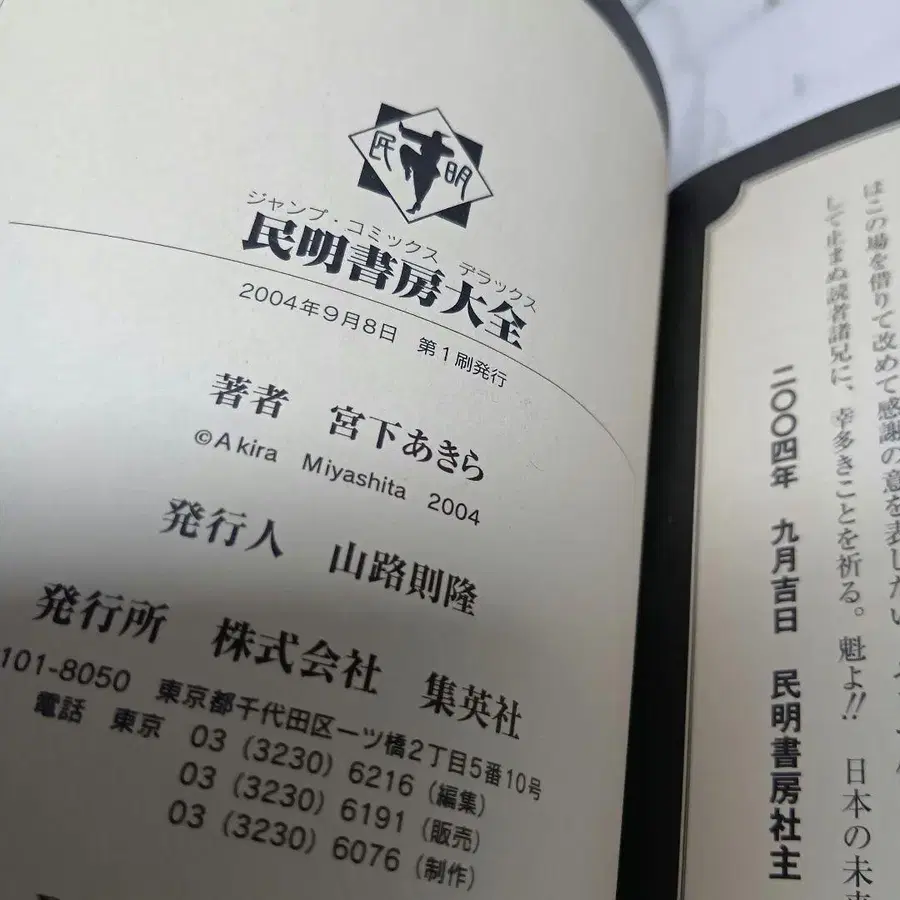 民 明
ジャンプ・コミックス デラックス
民明書房大全
2004年9月8日 第1刷発行
著者 宮下あきら
©Akira Miyashita 2004
発行人 山路則隆
発行所 株式会社 集英社
101-8050 東京都千代田区一ツ橋2丁目5番10号
電話 東京 03 (3230) 6216 (編集)
03 (3230) 6191 (販売)
03 (3230) 6076 (制作)
はこの場を借りて改めて感謝の意を表したい。
して止まぬ読者諸兄に、幸多きことを祈る。魁よ!! 日本の未来
二〇〇四年 九月吉日 民明書房社主